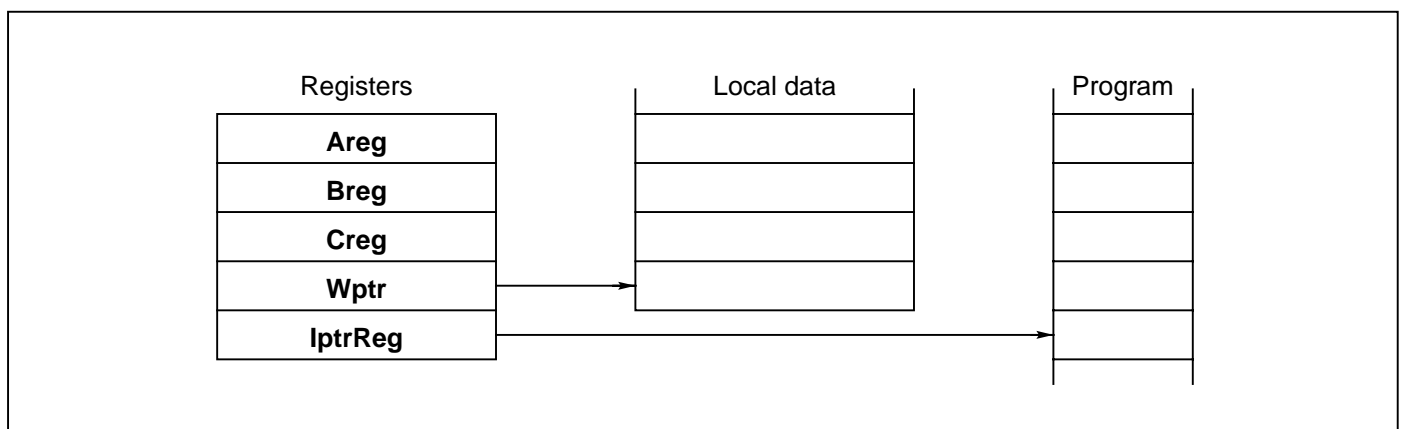 Registers
Local data
Program
Areg
Breg
Creg
Wptr
IptrReg